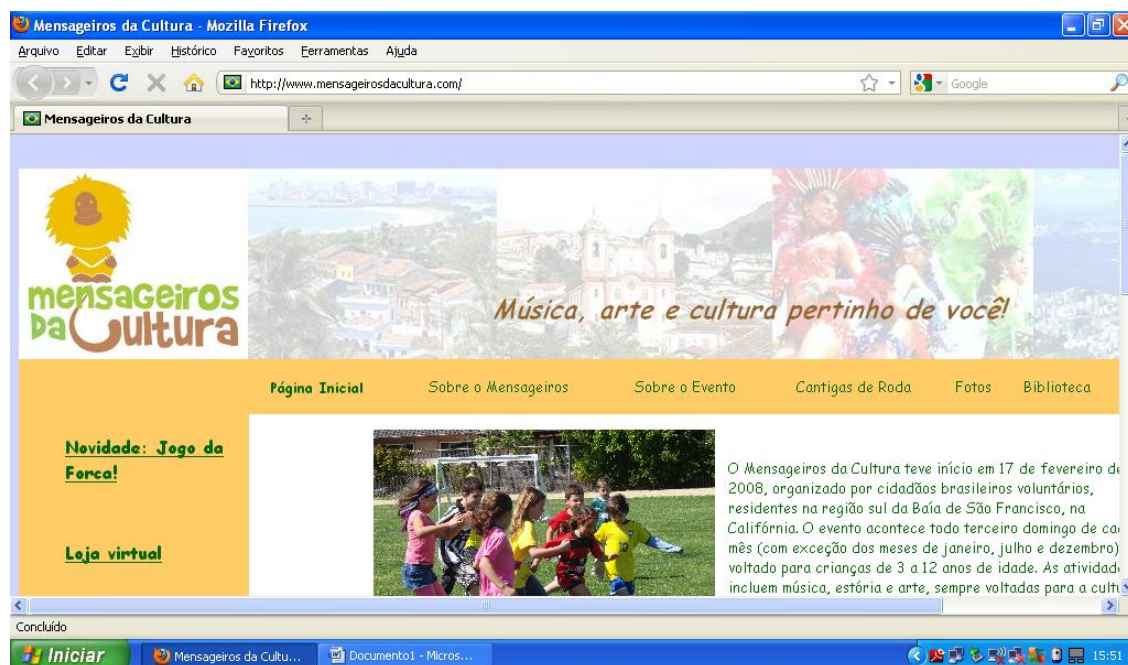 Mensageiros da Cultura - Mozilla Firefox
Arquivo Editar Exibir Histórico Favoritos Ferramentas Ajuda
http://www.mensageirosdacultura.com/ Google
Mensageiros da Cultura
mensageiros
da Cultura
Música, arte e cultura pertinho de você!
Página Inicial Sobre o Mensageiros Sobre o Evento Cantigas de Roda Fotos Biblioteca
Novidade: Jogo da
Forca!
Loja virtual
O Mensageiros da Cultura teve início em 17 de fevereiro de
2008, organizado por cidadãos brasileiros voluntários,
residentes na região sul da Baía de São Francisco, na
Califórnia. O evento acontece todo terceiro domingo de
mês (com exceção dos meses de janeiro, julho e dezembro)
voltado para crianças de 3 a 12 anos de idade. As
incluem música, estória e arte, sempre voltadas para a
Concluído
Iniciar Mensageiros da Cultu... Documento1 - Micros... 15:51